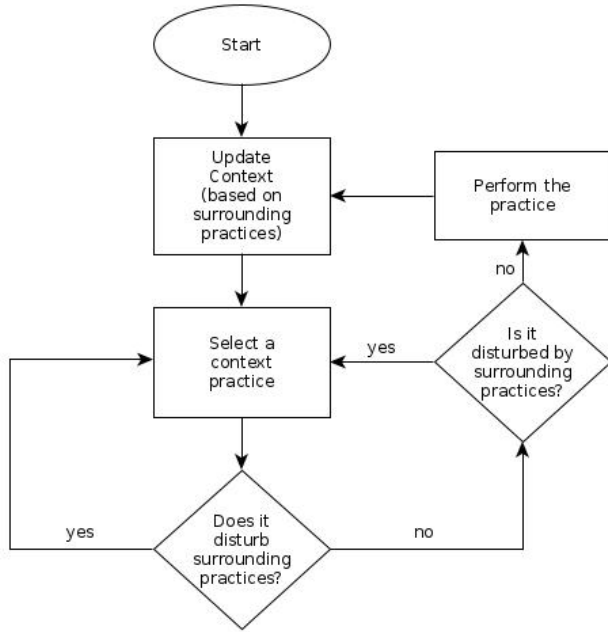 Start
Update
Context
(based on
surrounding
practices)
Perform the
practice
no
Select a
context
practice
yes
Is it
disturbed by
surrounding
practices?
yes
Does it
disturb
surrounding
practices?
no